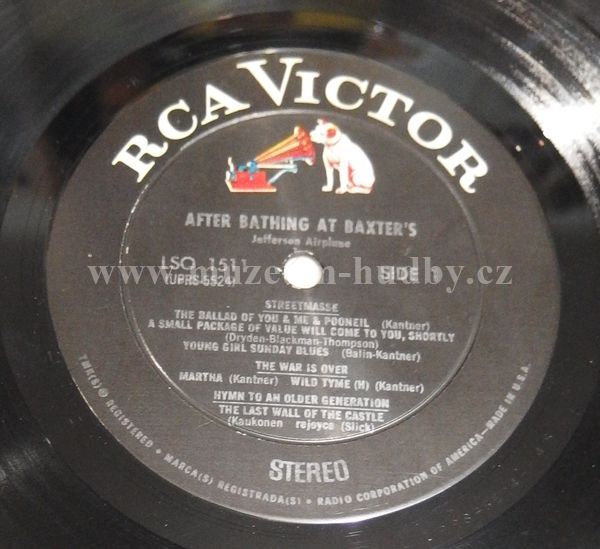 RCA VICTOR
AFTER BATHING AT BAXTER'S
Jefferson Airplane
LSO 1511
(UPRS-5524)
SIDE 1
www.muzeum-hudby.cz
STREETMASSE
THE BALLAD OF YOU & ME & POONEIL (Kantner)
A SMALL PACKAGE OF VALUE WILL COME TO YOU, SHORTLY
(Dryden-Blackman-Thompson)
YOUNG GIRL SUNDAY BLUES (Balin-Kantner)
THE WAR IS OVER
MARTHA (Kantner) WILD TYME (H) (Kantner)
HYMN TO AN OLDER GENERATION
THE LAST WALL OF THE CASTLE
(Kaukonen rejoyce (Slick)
STEREO
TMK(S) ® REGISTERED • MARCA(S) REGISTRADA(S) • RADIO CORPORATION OF AMERICA—MADE IN U.S.A.